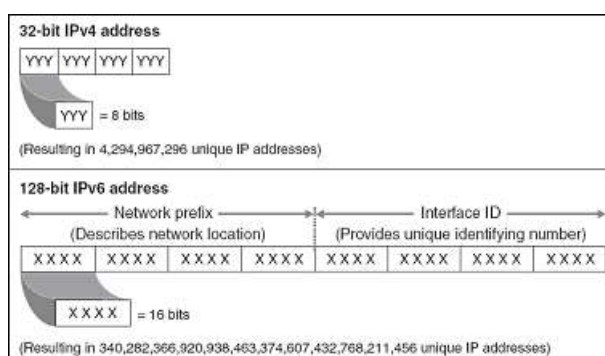 32-bit IPv4 address
YYY YYY YYY YYY
YYY = 8 bits
(Resulting in 4,294,967,296 unique IP addresses)
128-bit IPv6 address
Network prefix Interface ID
(Describes network location) (Provides unique identifying number)
XXXX XXXX XXXX XXXX XXXX XXXX XXXX XXXX
XXXX = 16 bits
(Resulting in 340,282,366,920,938,463,374,607,432,768,211,456 unique IP addresses)